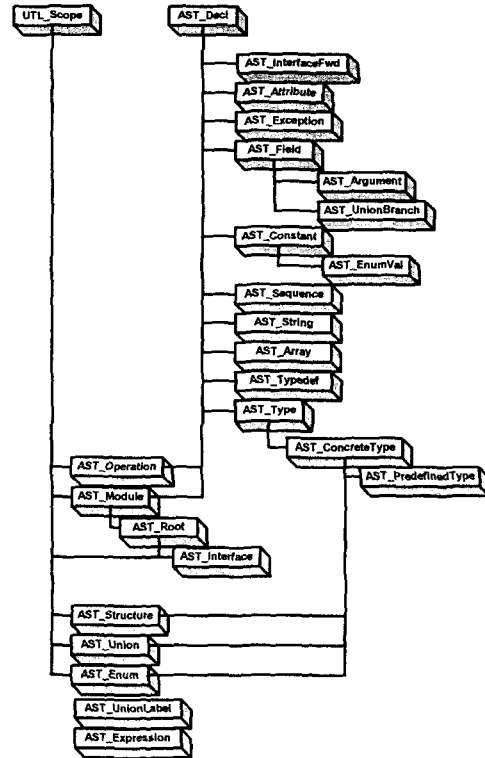 UTL_Scope
AST_Decl
AST_InterfaceFwd
AST_Attribute
AST_Exception
AST_Field
AST_Argument
AST_UnionBranch
AST_Constant
AST_EnumVal
AST_Sequence
AST_String
AST_Array
AST_Typedef
AST_Type
AST_ConcreteType
AST_PredefinedType
AST_Operation
AST_Module
AST_Root
AST_Interface
AST_Structure
AST_Union
AST_Enum
AST_UnionLabel
AST_Expression